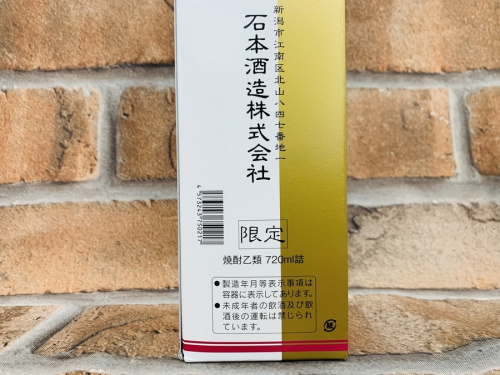 新潟市江南区北山八四七番地一
石本酒造株式会社
限定
焼酎乙類 720ml詰
●製造年月等表示事項は
容器に表示してあります。
●未成年者の飲酒及び飲
酒後の運転は禁じられ
ています。
紙